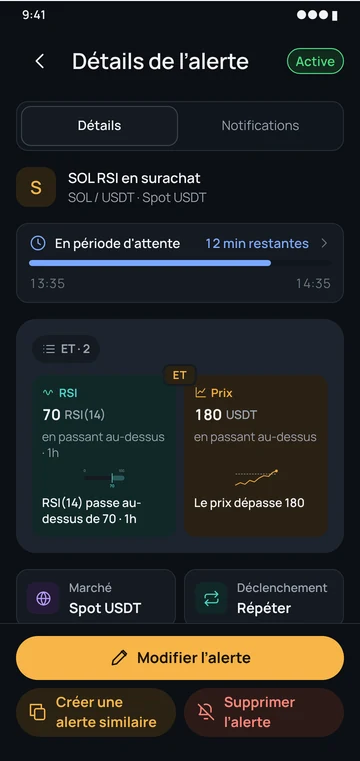 9:41
Détails de l'alerte
Active
Détails
Notifications
SOL RSI en surachat
SOL / USDT · Spot USDT
En période d'attente
12 min restantes
13:35
14:35
ET · 2
ET
RSI
70 RSI(14)
en passant au-dessus
· 1h
70
RSI(14) passe au-
dessus de 70 · 1h
Prix
180 USDT
en passant au-dessus
Le prix dépasse 180
Marché
Spot USDT
Déclenchement
Répéter
Modifier l'alerte
Créer une
alerte similaire
Supprimer
l'alerte